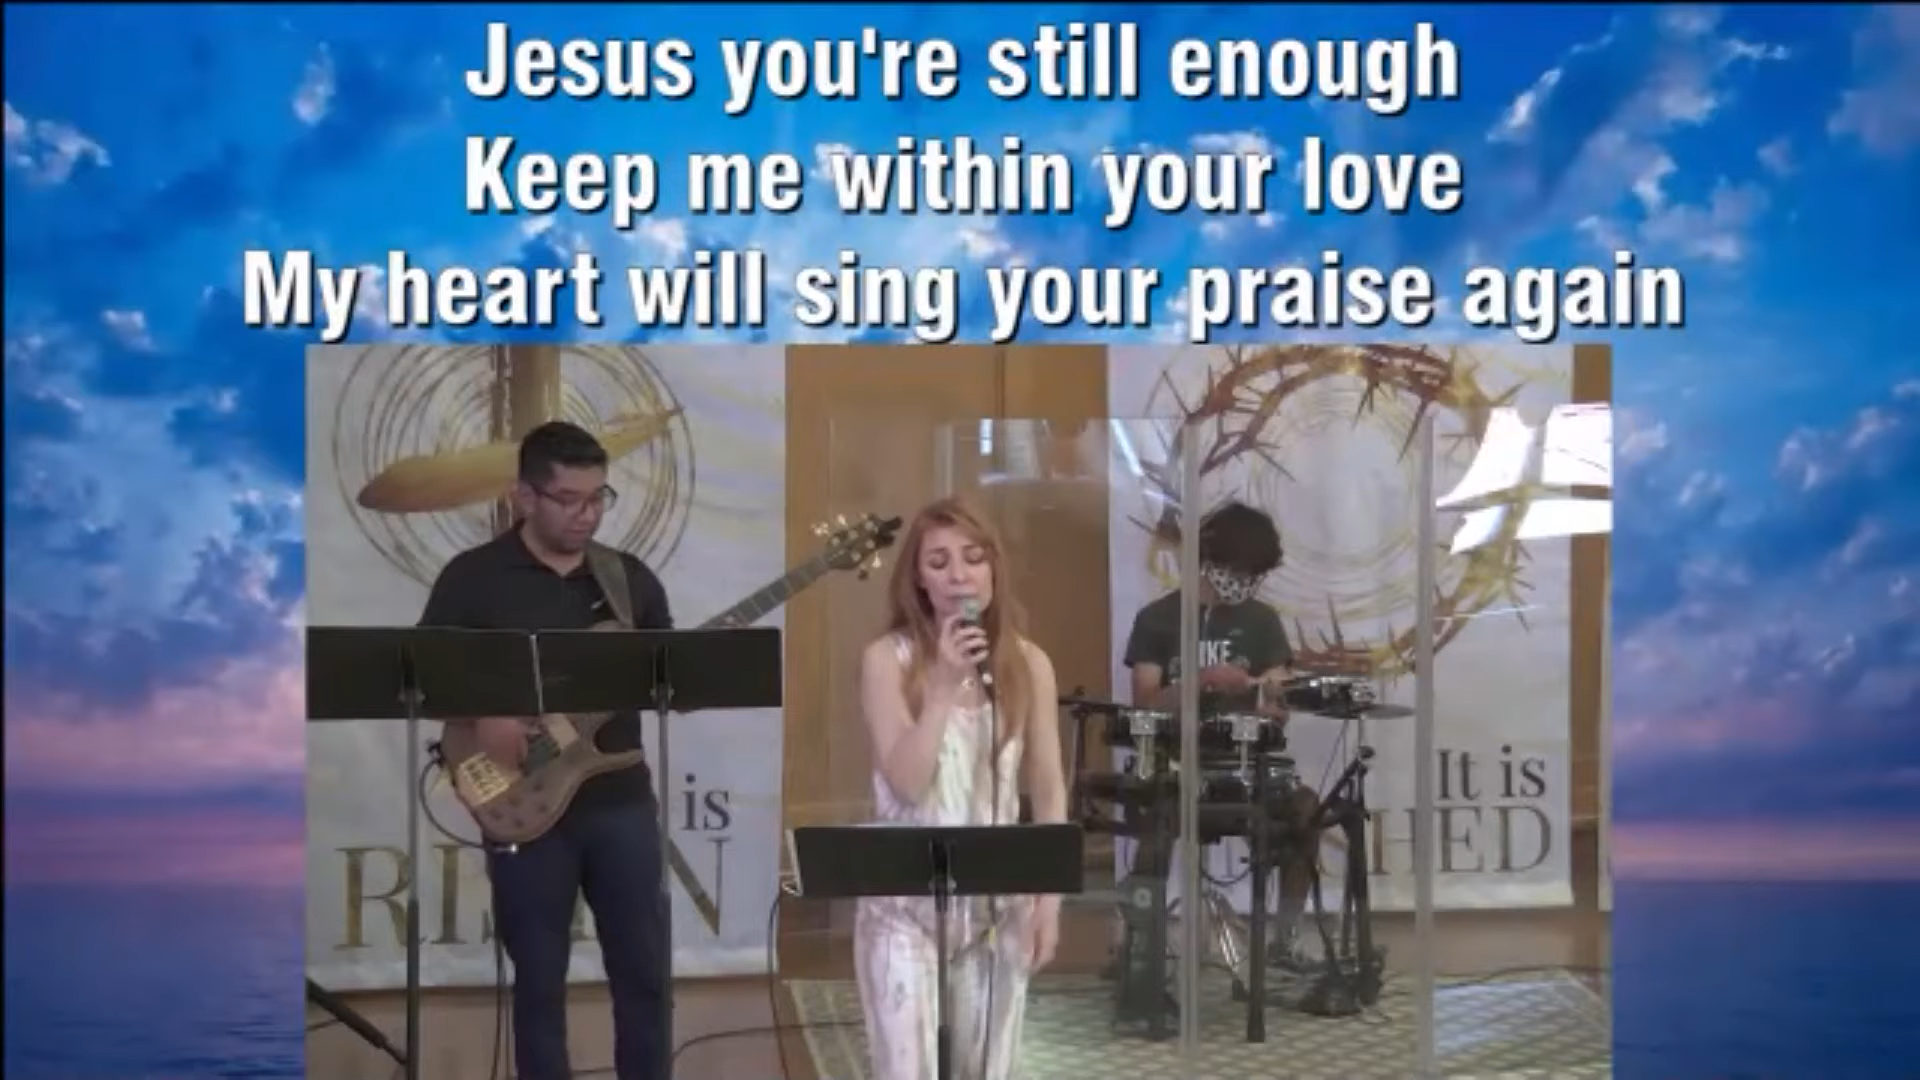 Jesus you're still enough
Keep me within your love
My heart will sing your praise again
is
It is